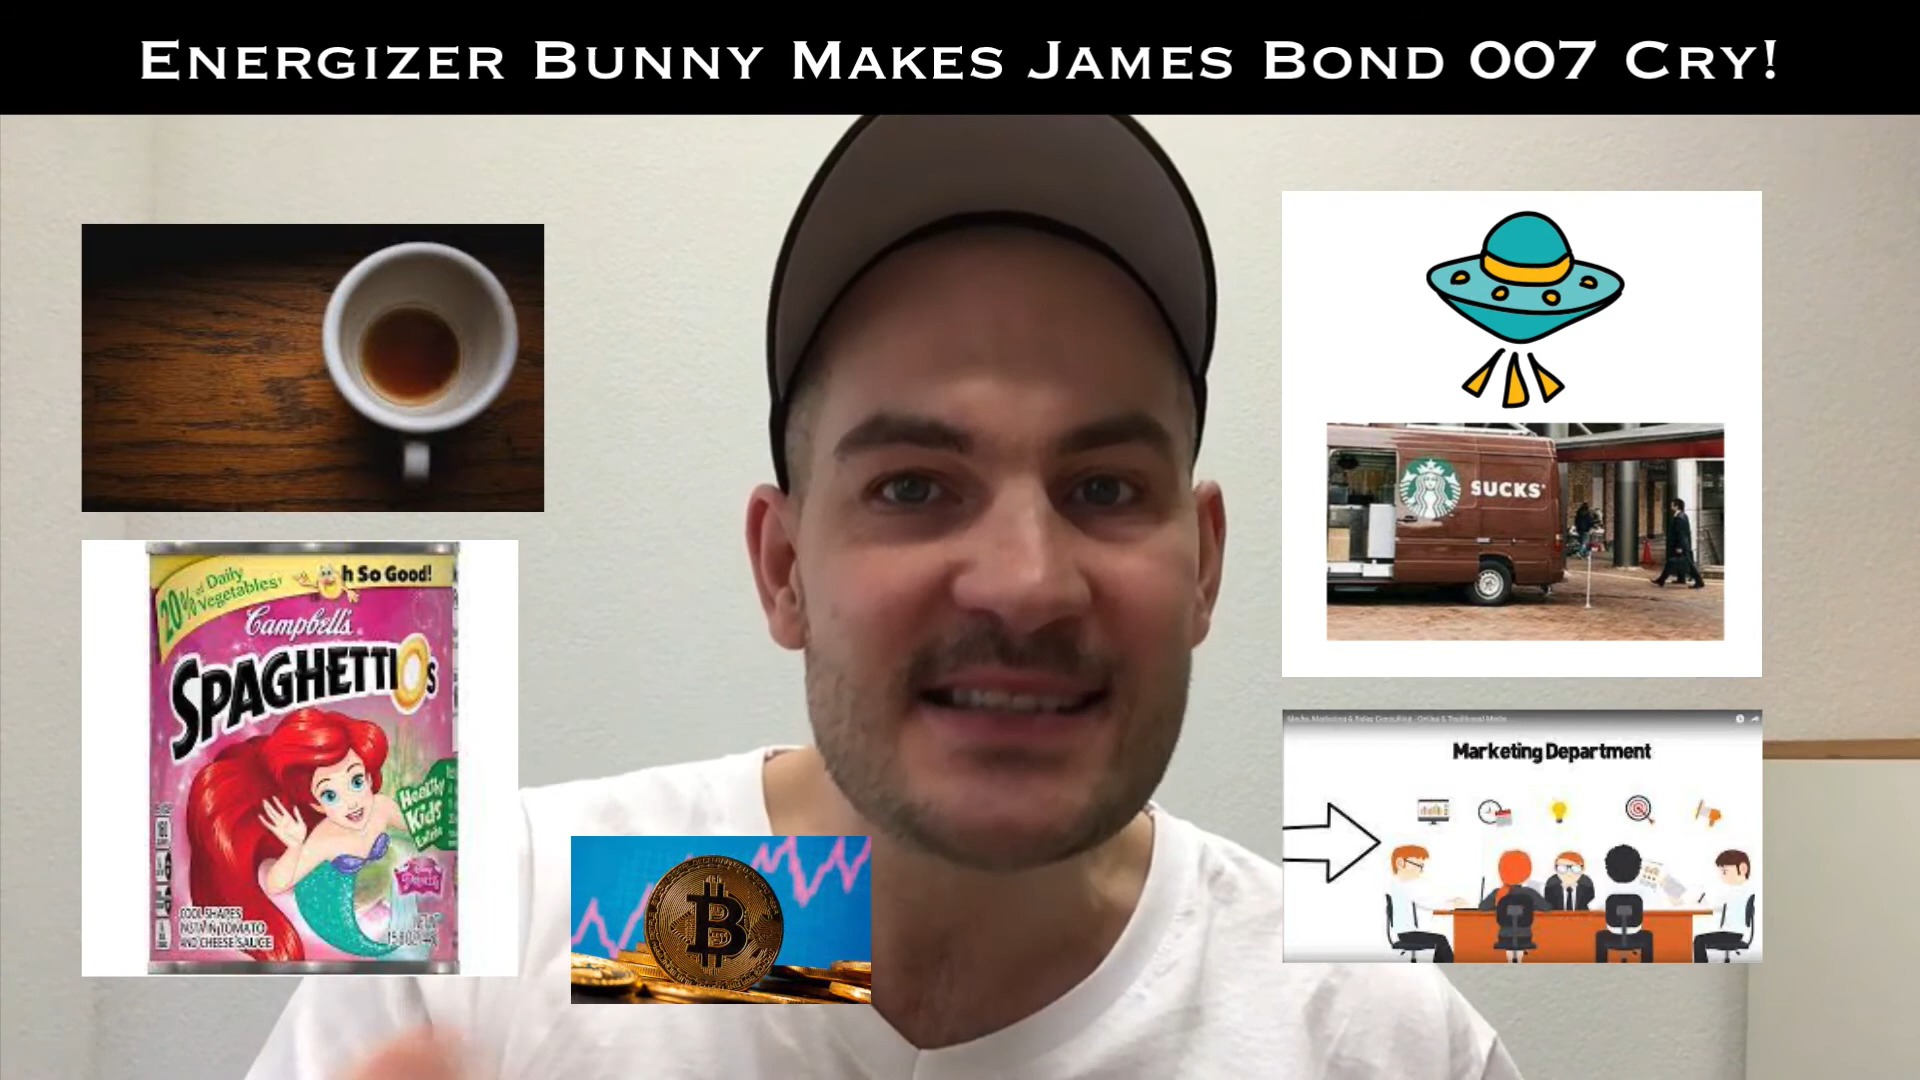 ENERGIZER BUNNY MAKES JAMES BOND 007 CRY!
20% of Daily
Vegetables
h So Good!
Campbell's
SPAGHETTIOs
Healthy
Kids
COOL SHAPES
PASTA IN TOMATO
AND CHEESE SAUCE
SUCKS
Marketing Department